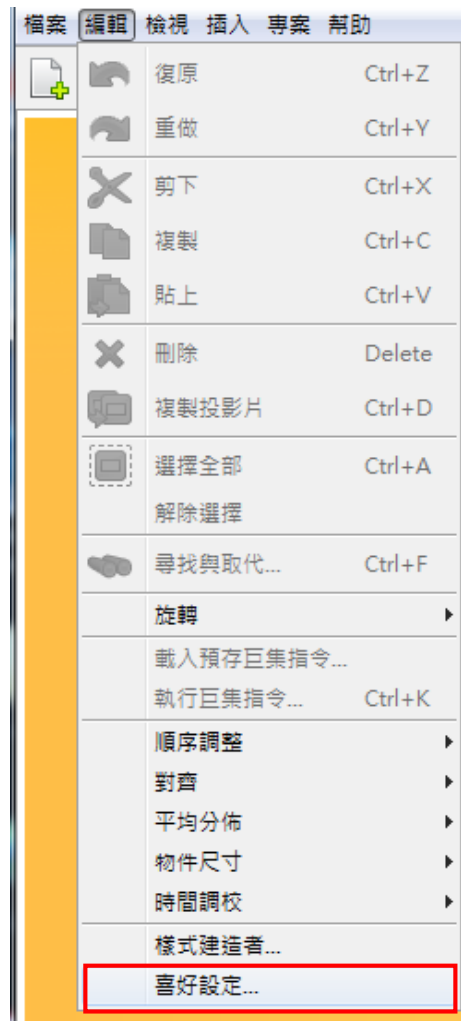 檔案 編輯 檢視 插入 專案 幫助
復原 Ctrl+Z
重做 Ctrl+Y
剪下 Ctrl+X
複製 Ctrl+C
貼上 Ctrl+V
刪除 Delete
複製投影片 Ctrl+D
選擇全部 Ctrl+A
解除選擇
尋找與取代... Ctrl+F
旋轉
載入預存巨集指令...
執行巨集指令... Ctrl+K
順序調整
對齊
平均分佈
物件尺寸
時間調校
樣式建造者...
喜好設定...